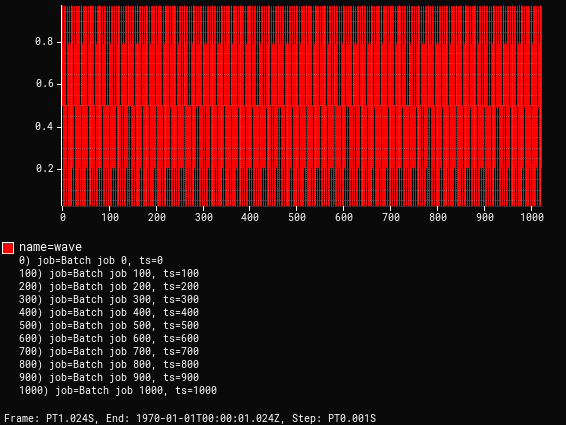 0.8
0.6
0.4
0.2
0 100 200 300 400 500 600 700 800 900 1000
name=wave
0) job=Batch job 0, ts=0
100) job=Batch job 100, ts=100
200) job=Batch job 200, ts=200
300) job=Batch job 300, ts=300
400) job=Batch job 400, ts=400
500) job=Batch job 500, ts=500
600) job=Batch job 600, ts=600
700) job=Batch job 700, ts=700
800) job=Batch job 800, ts=800
900) job=Batch job 900, ts=900
1000) job=Batch job 1000, ts=1000
Frame: PT1.024S, End: 1970-01-01T00:00:01.024Z, Step: PT0.001S